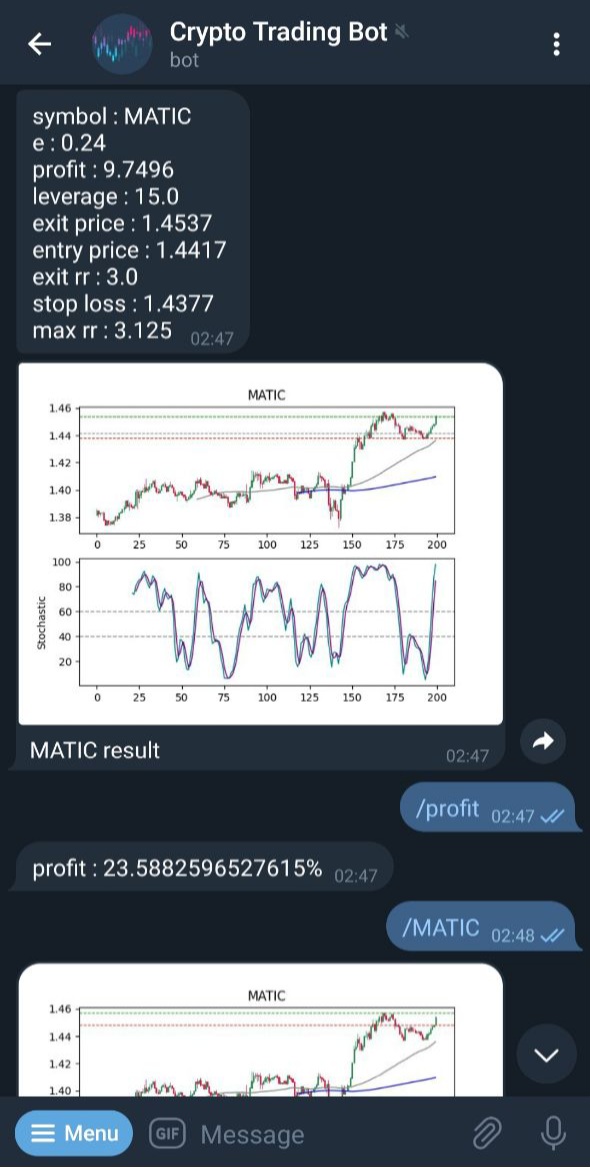 Crypto Trading Bot
bot
symbol : MATIC
e : 0.24
profit : 9.7496
leverage : 15.0
exit price : 1.4537
entry price : 1.4417
exit rr : 3.0
stop loss : 1.4377
max rr : 3.125 02:47
MATIC
1.46
1.44
1.42
1.40
1.38
0 25 50 75 100 125 150 175 200
100
80
60
40
20
Stochastic
0 25 50 75 100 125 150 175 200
MATIC result 02:47
/profit 02:47
profit : 23.5882596527615% 02:47
/MATIC 02:48
MATIC
1.46
1.44
1.42
1.40
Menu GIF Message